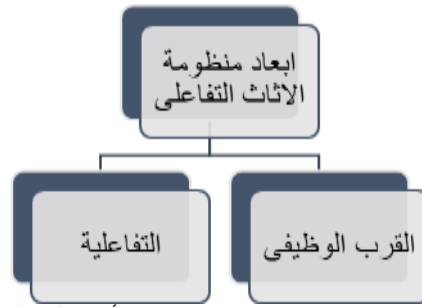 ابعاد منظومة
الاثاث التفاعلى
القرب الوظيفى
التفاعلية